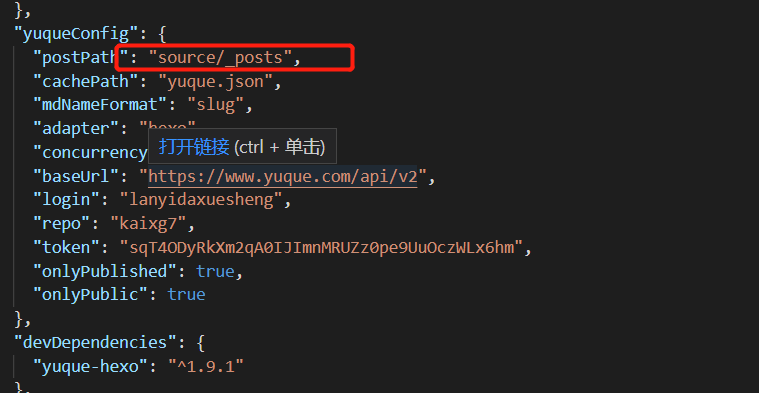 },
"yuqueConfig": {
"postPath": "source/_posts",
"cachePath": "yuque.json",
"mdNameFormat": "slug",
"adapter": "hexo"
打开链接 (ctrl + 单击)
"concurrency
"baseUrl": "https://www.yuque.com/api/v2",
"login": "lanyidaxuesheng",
"repo": "kaixg7",
"token": "sqT4ODyRkXm2qA0IJImnMRUZz0pe9UuOczWLx6hm",
"onlyPublished": true,
"onlyPublic": true
},
"devDependencies": {
"yuque-hexo": "^1.9.1"
},